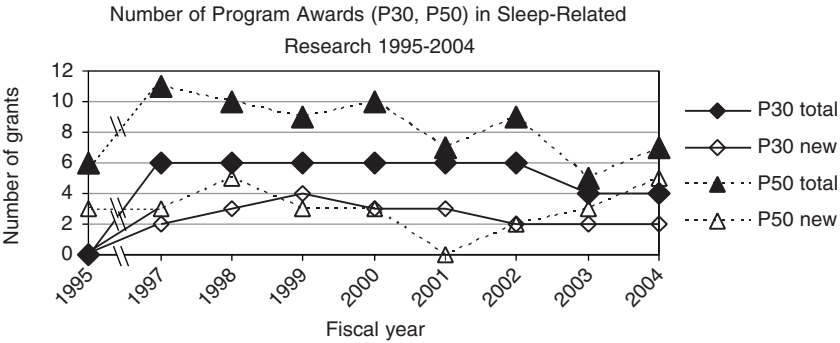 Number of Program Awards (P30, P50) in Sleep-Related
Research 1995-2004
Number of grants
12
10
8
6
4
2
0
1995
1997
1998
1999
2000
2001
2002
2003
2004
Fiscal year
P30 total
P30 new
P50 total
P50 new